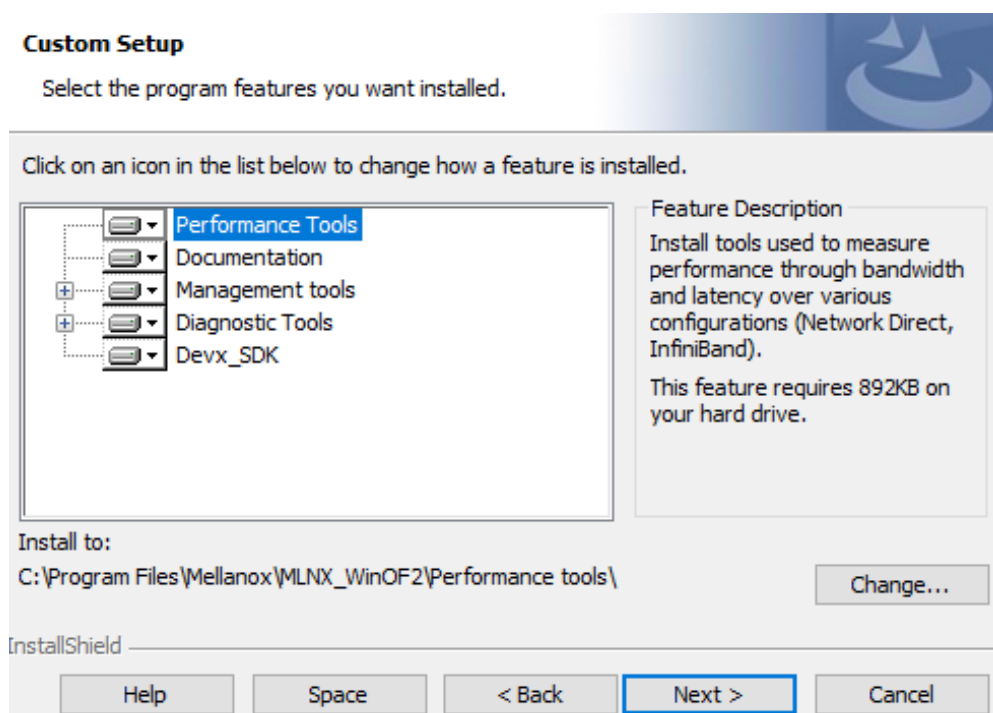 Custom Setup
Select the program features you want installed.
Click on an icon in the list below to change how a feature is installed.
Performance Tools
Documentation
Management tools
Diagnostic Tools
Devx_SDK
Feature Description
Install tools used to measure
performance through bandwidth
and latency over various
configurations (Network Direct,
InfiniBand).
This feature requires 892KB on
your hard drive.
Install to:
C:\Program Files\Mellanox\MLNX_WinOF2\Performance tools\
Change...
InstallShield
Help
Space
< Back
Next >
Cancel